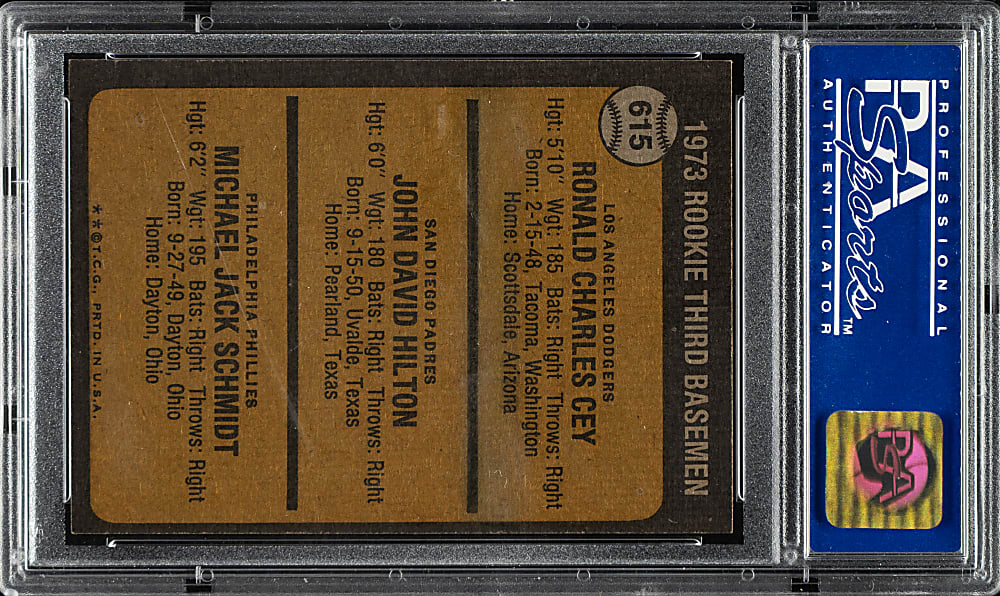 PROFESSIONAL
PSA
Sports™
AUTHENTICATOR
PSA
1973 ROOKIE THIRD BASEMEN
615
LOS ANGELES DODGERS
RONALD CHARLES CEY
Hgt: 5'10" Wgt: 185 Bats: Right Throws: Right
Born: 2-15-48, Tacoma, Washington
Home: Scottsdale, Arizona
SAN DIEGO PADRES
JOHN DAVID HILTON
Hgt: 6'0" Wgt: 180 Bats: Right Throws: Right
Born: 9-15-50, Uvalde, Texas
Home: Pearland, Texas
PHILADELPHIA PHILLIES
MICHAEL JACK SCHMIDT
Hgt: 6'2" Wgt: 195 Bats: Right Throws: Right
Born: 9-27-49, Dayton, Ohio
Home: Dayton, Ohio
**©T.C.G., PRTD. IN U.S.A.